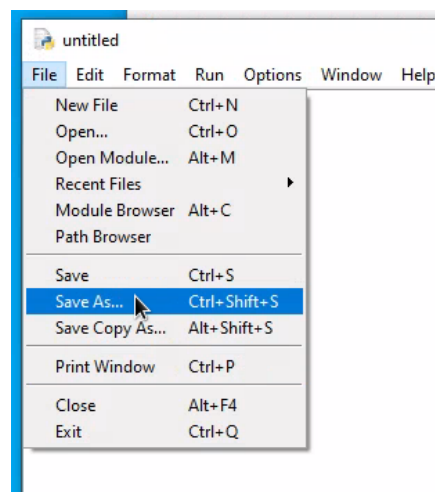 untitled
File Edit Format Run Options Window Help
New File Ctrl+N
Open... Ctrl+O
Open Module... Alt+M
Recent Files
Module Browser Alt+C
Path Browser
Save Ctrl+S
Save As... Ctrl+Shift+S
Save Copy As... Alt+Shift+S
Print Window Ctrl+P
Close Alt+F4
Exit Ctrl+Q